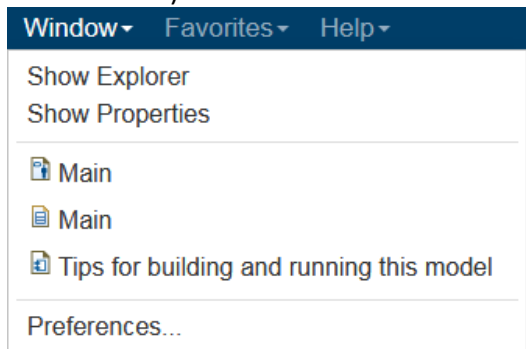 Window Favorites Help
Show Explorer
Show Properties
Main
Main
Tips for building and running this model
Preferences...